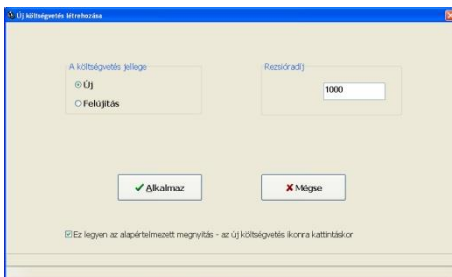 Új költségvetés létrehozása
A költségvetés jellege
Rezsióradíj
Új
1000
Felújítás
Alkalmaz
Mégse
Ez legyen az alapértelmezett megnyitás - az új költségvetés ikonra kattintáskor